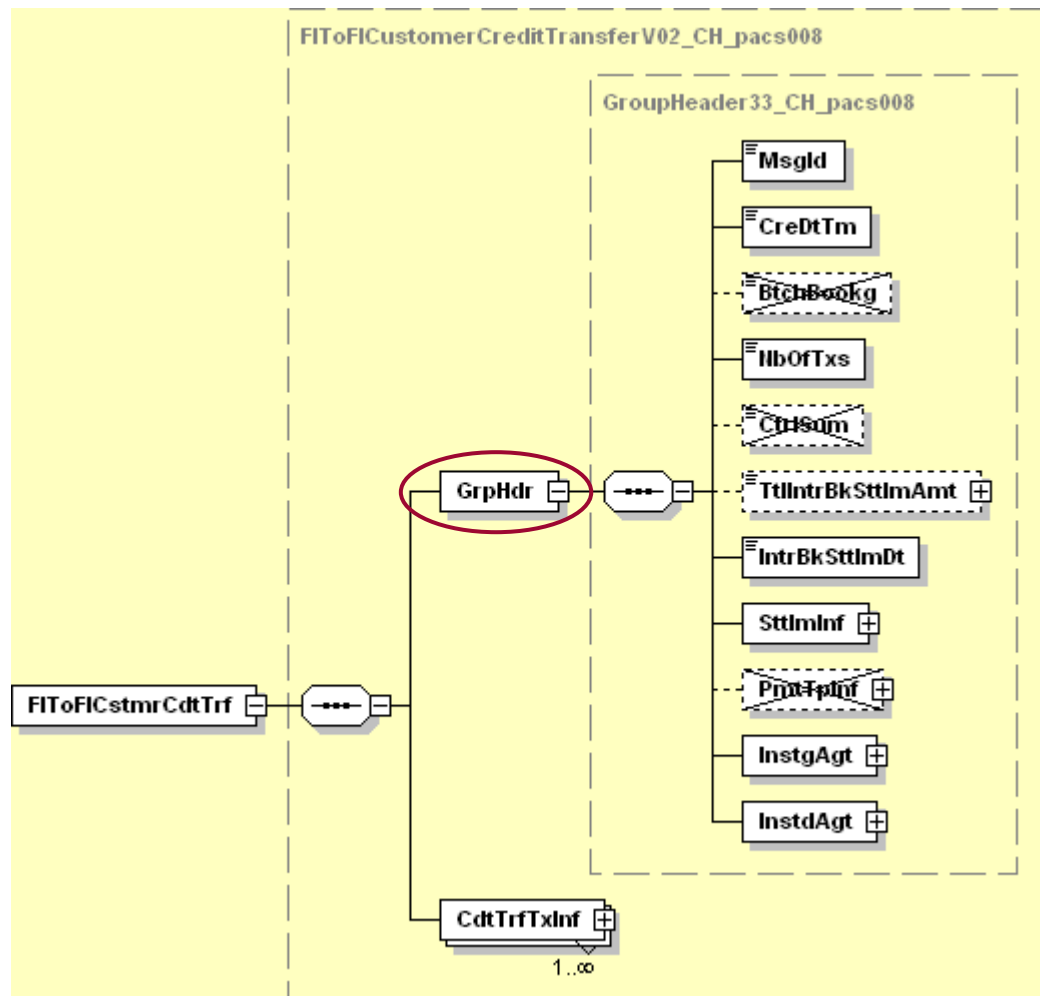 FIToFICustomerCreditTransferV02_CH_pacs008
GroupHeader33_CH_pacs008
MsgId
CreDtTm
BtchBookg
NbOfTxs
CtrlSum
GrpHdr
TtlIntrBkSttlmAmt
IntrBkSttlmDt
SttlmInf
FIToFICstmrCdtTrf
PmtTpInf
InstgAgt
InstdAgt
CdtTrfTxInf
1..∞